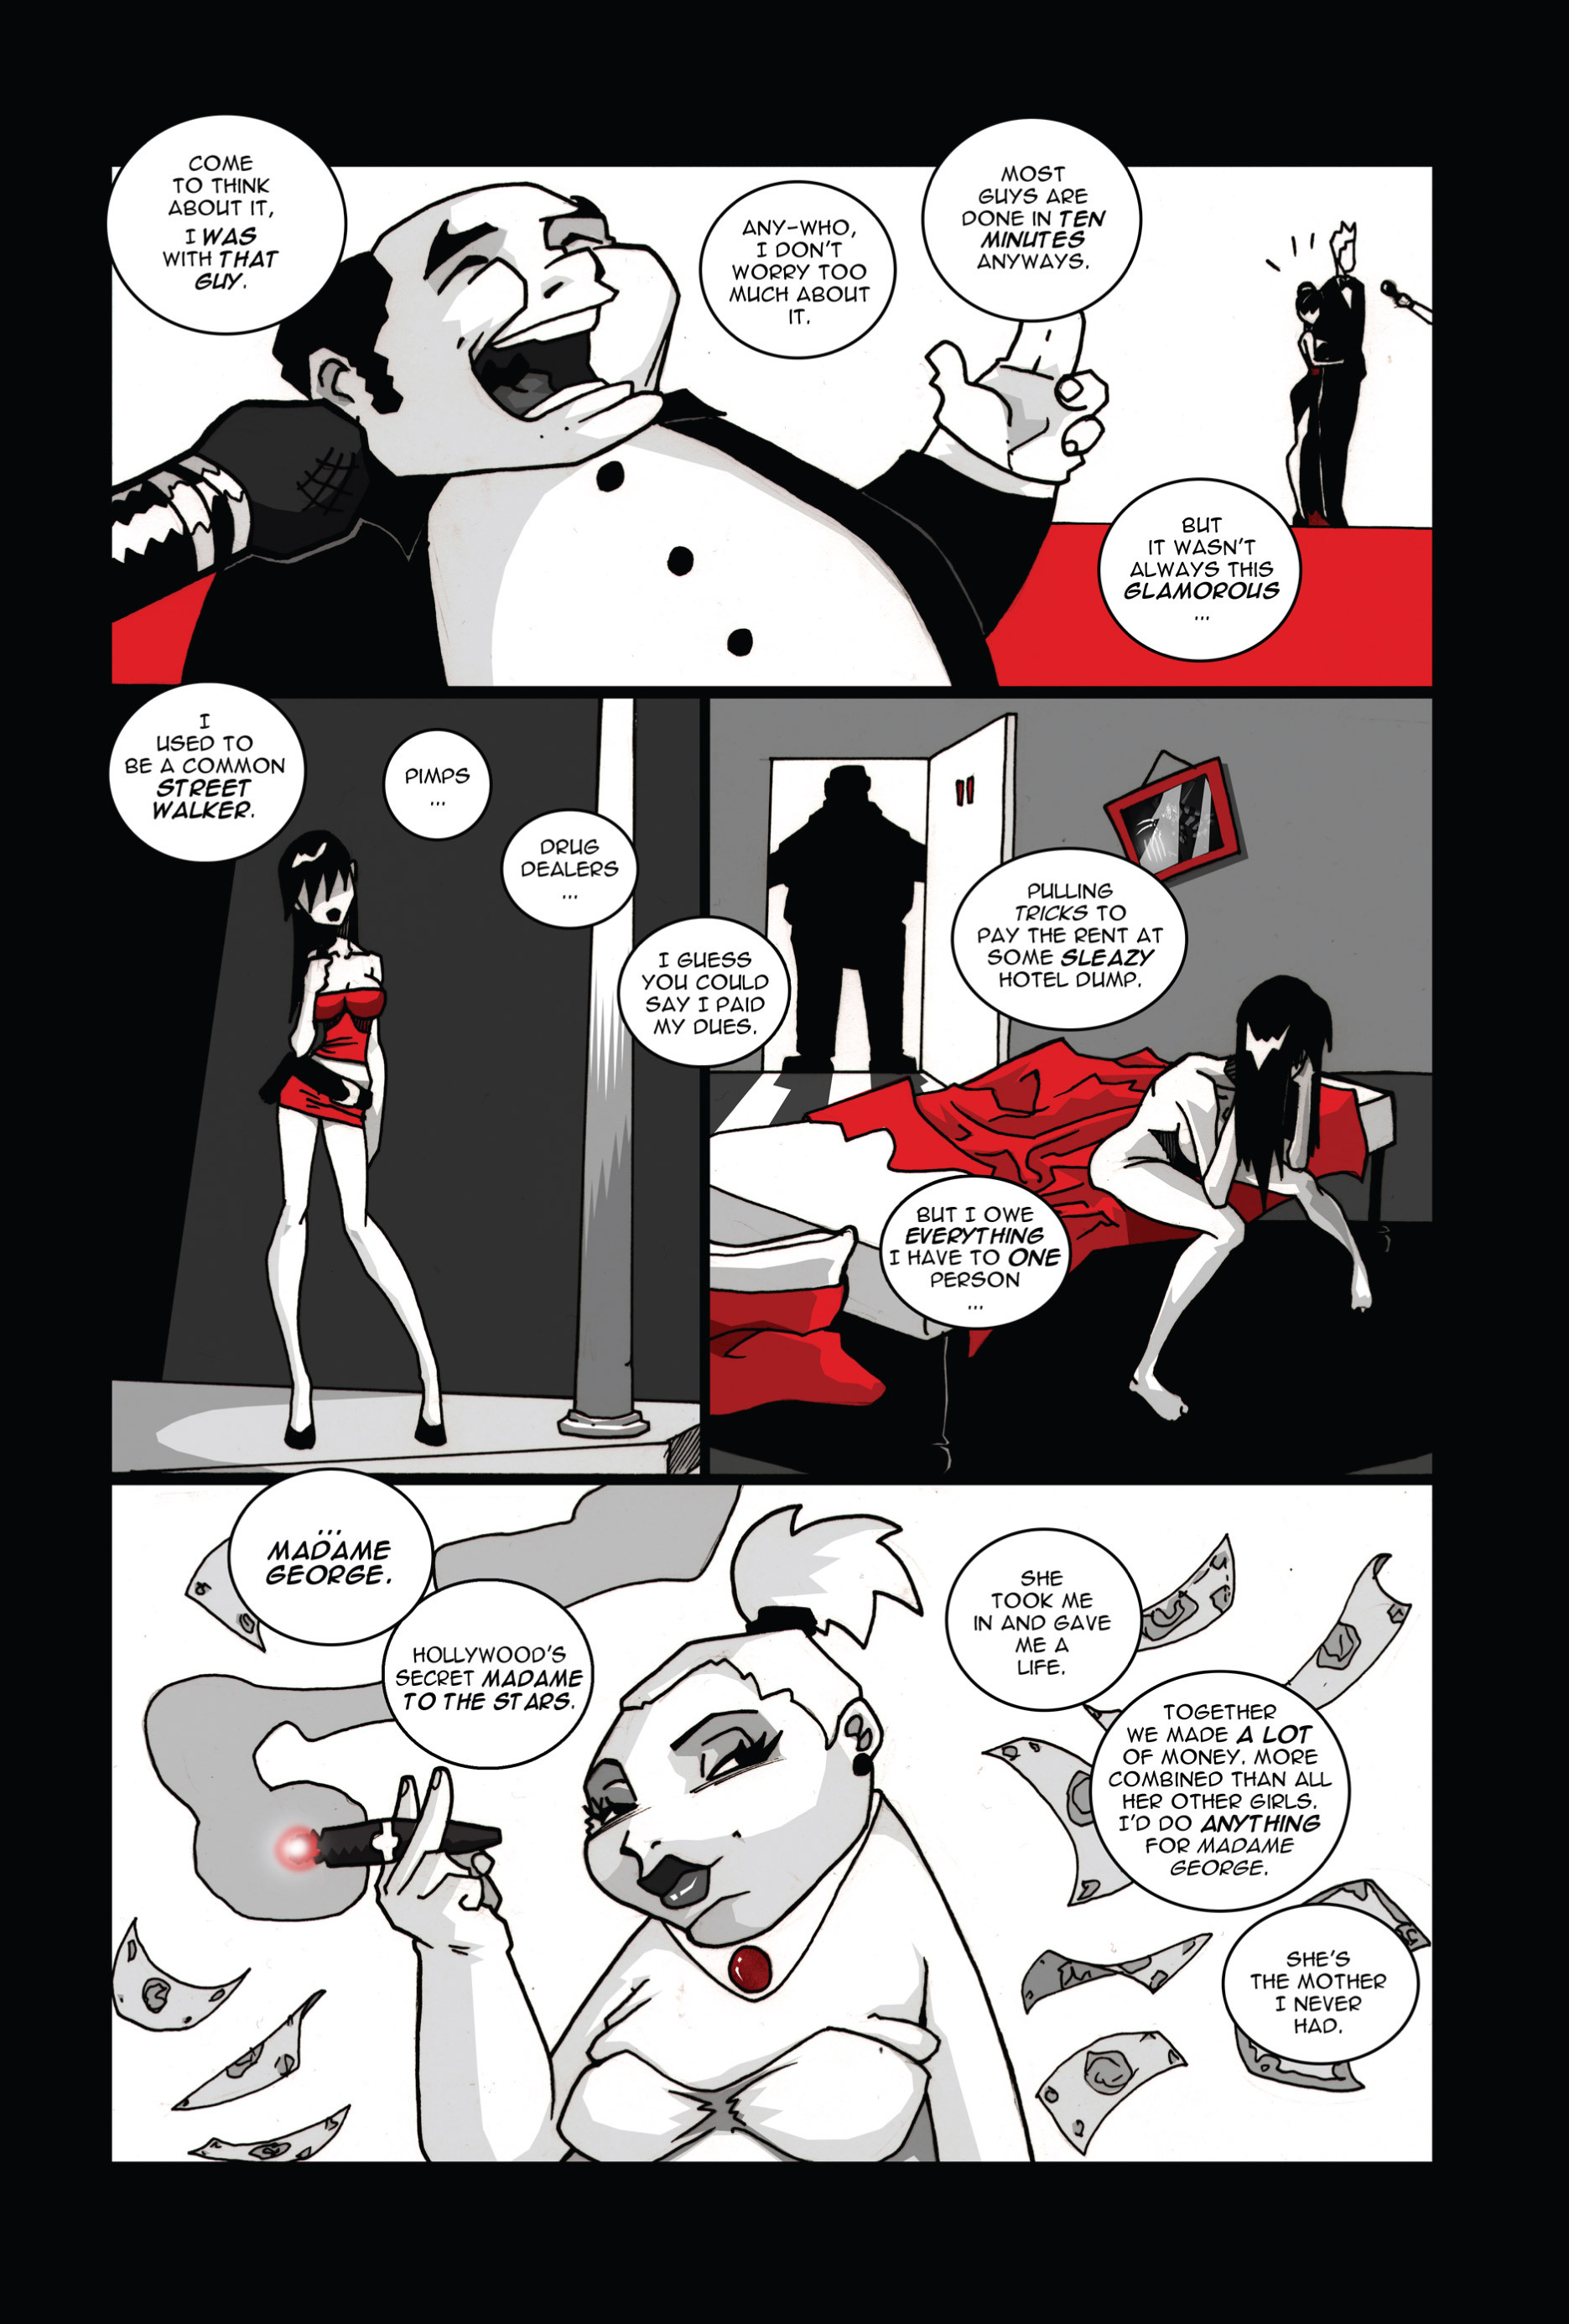 COME
TO THINK
ABOUT IT,
I WAS
WITH THAT
GUY.
ANY-WHO,
I DON'T
WORRY TOO
MUCH ABOUT
IT.
MOST
GUYS ARE
DONE IN TEN
MINUTES
ANYWAYS.
BUT
IT WASN'T
ALWAYS THIS
GLAMOROUS
...
I
USED TO
BE A COMMON
STREET
WALKER.
PIMPS
...
DRUG
DEALERS
...
I GUESS
YOU COULD
SAY I PAID
MY DUES.
PULLING
TRICKS TO
PAY THE RENT AT
SOME SLEAZY
HOTEL DUMP.
BUT I OWE
EVERYTHING
I HAVE TO ONE
PERSON
...
...
MADAME
GEORGE.
HOLLYWOOD'S
SECRET MADAME
TO THE STARS.
SHE
TOOK ME
IN AND GAVE
ME A
LIFE.
TOGETHER
WE MADE A LOT
OF MONEY. MORE
COMBINED THAN ALL
HER OTHER GIRLS.
I'D DO ANYTHING
FOR MADAME
GEORGE.
SHE'S
THE MOTHER
I NEVER
HAD.